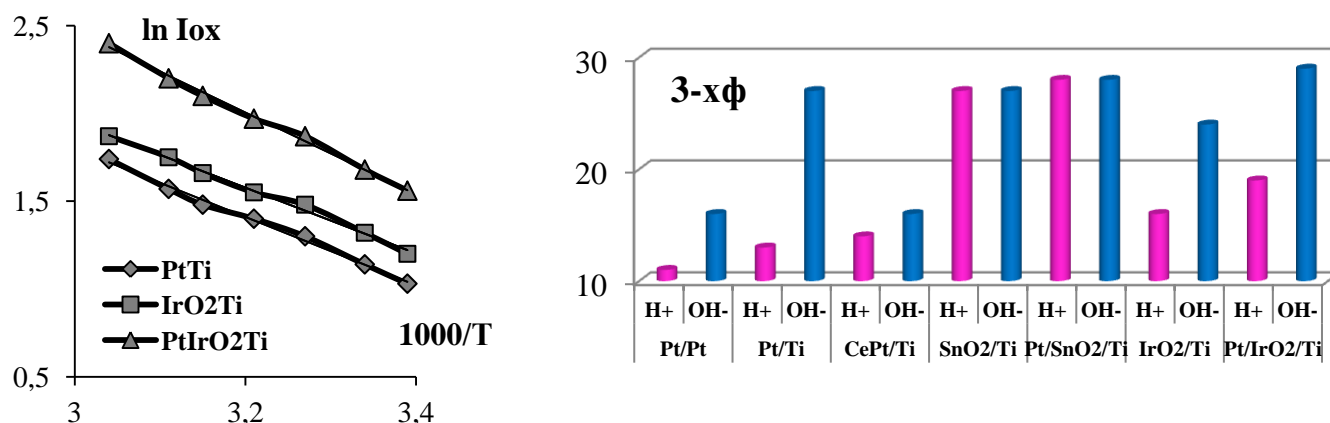 2,5
ln Iox
1,5
PtTi
IrO2Ti
PtIrO2Ti
1000/T
0,5
3 3,2 3,4
30
3-хф
20
10
H+ OH- H+ OH- H+ OH- H+ OH- H+ OH- H+ OH- H+ OH-
Pt/Pt Pt/Ti CePt/Ti SnO2/Ti Pt/SnO2/Ti IrO2/Ti Pt/IrO2/Ti